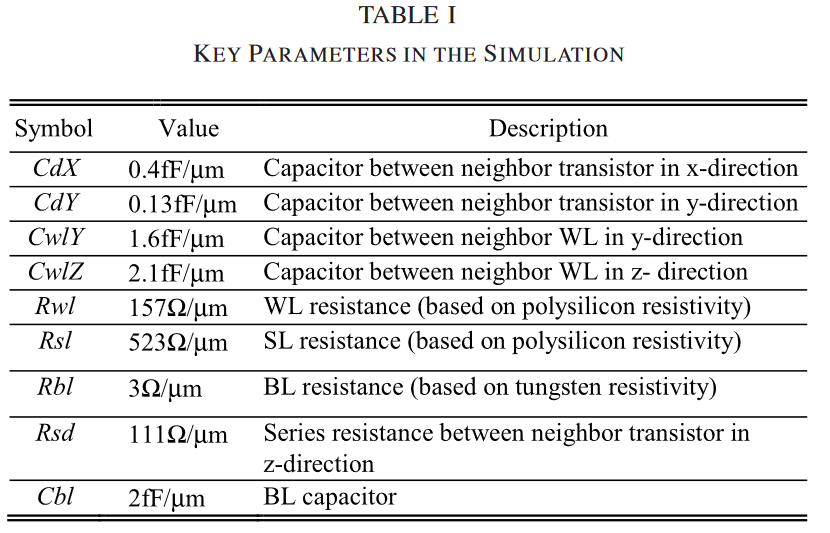 TABLE I
KEY PARAMETERS IN THE SIMULATION
Symbol Value Description
CdX 0.4fF/μm Capacitor between neighbor transistor in x-direction
CdY 0.13fF/μm Capacitor between neighbor transistor in y-direction
CwlY 1.6fF/μm Capacitor between neighbor WL in y-direction
CwlZ 2.1fF/μm Capacitor between neighbor WL in z- direction
Rwl 157Ω/μm WL resistance (based on polysilicon resistivity)
Rsl 523Ω/μm SL resistance (based on polysilicon resistivity)
Rbl 3Ω/μm BL resistance (based on tungsten resistivity)
Rsd 111Ω/μm Series resistance between neighbor transistor in
z-direction
Cbl 2fF/μm BL capacitor